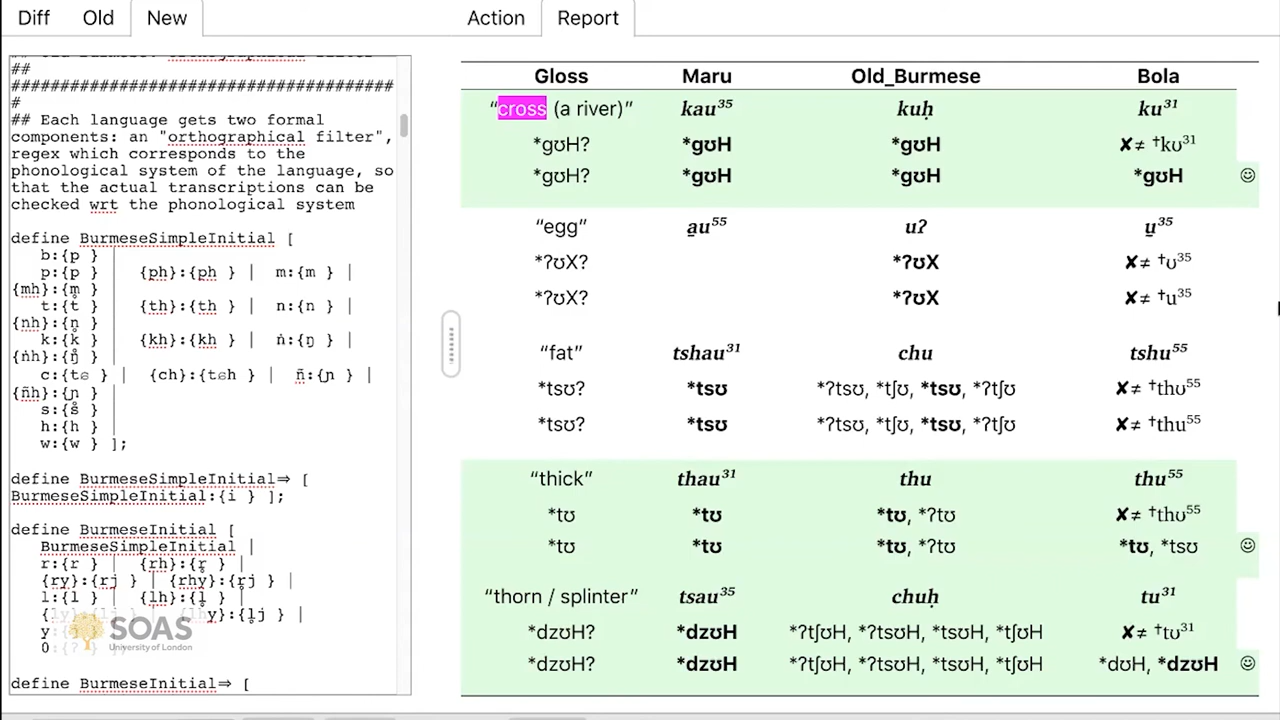 Diff Old New
Action Report
##
#######################################
#
## Each language gets two formal
components: an "orthographical filter",
regex which corresponds to the
phonological system of the language, so
that the actual transcriptions can be
checked wrt the phonological system
define BurmeseSimpleInitial [
b:{p } |
p:{p } | {ph}:{ph } | m:{m } |
{mh}:{m̥ } |
t:{t } | {th}:{th } | n:{n } |
{nh}:{n̥ } |
k:{k } | {kh}:{kh } | ṅ:{ŋ } |
{ṅh}:{ŋ̊ } |
c:{tɕ } | {ch}:{tɕh } | ñ:{ɲ } |
{ñh}:{ɲ̥ } |
s:{s } |
h:{h } |
w:{w } ];
define BurmeseSimpleInitial⇒ [
BurmeseSimpleInitial:{i } ];
define BurmeseInitial [
BurmeseSimpleInitial |
r:{r } | {rh}:{r̥ } |
{ry}:{rj } | {rhy}:{r̥j } |
l:{l } | {lh}:{l̥ } |
{ly}:{lj } | {lhy}:{l̥j } |
y:
0:{ʔ } ];
define BurmeseInitial⇒ [
SOAS
University of London
Gloss Maru Old_Burmese Bola
“cross (a river)” kau³⁵ kuḥ ku³¹
*gʊH? *gʊH *gʊH ✘≠ †kʊ³¹
*gʊH? *gʊH *gʊH *gʊH ☺
“egg” a̱u⁵⁵ uʔ u̱³⁵
*ʔʊX? *ʔʊX ✘≠ †ʊ³⁵
*ʔʊX? *ʔʊX ✘≠ †u³⁵
“fat” tshau³¹ chu tshu⁵⁵
*tsʊ? *tsʊ *ʔtsʊ, *tʃʊ, *tsʊ, *ʔtʃʊ ✘≠ †thʊ⁵⁵
*tsʊ? *tsʊ *ʔtsʊ, *tʃʊ, *tsʊ, *ʔtʃʊ ✘≠ †thu⁵⁵
“thick” thau³¹ thu thu⁵⁵
*tʊ *tʊ *tʊ, *ʔtʊ ✘≠ †thʊ⁵⁵
*tʊ *tʊ *tʊ, *ʔtʊ *tʊ, *tsʊ ☺
“thorn / splinter” tsau³⁵ chuḥ tu³¹
*dzʊH? *dzʊH *ʔtʃʊH, *ʔtsʊH, *tsʊH, *tʃʊH ✘≠ †tʊ³¹
*dzʊH? *dzʊH *ʔtʃʊH, *ʔtsʊH, *tsʊH, *tʃʊH *dʊH, *dzʊH ☺